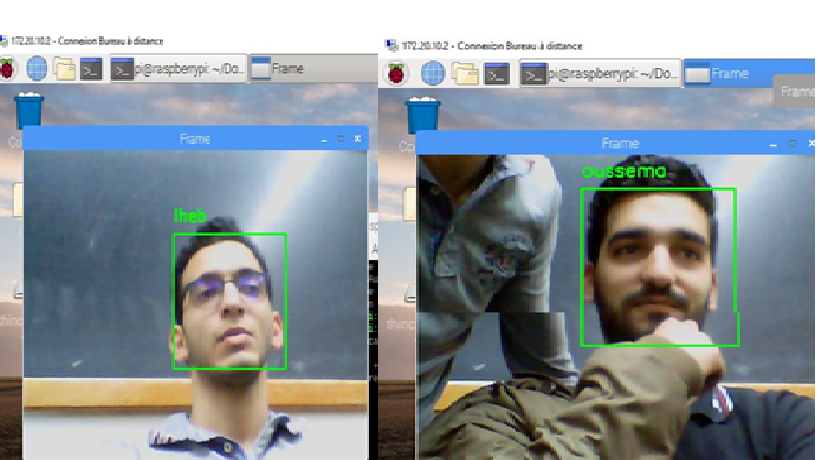 172.20.10.2 - Connexion Bureau à distance
pi@raspberrypi: ~/Do...
Frame
Frame
Iheb
172.20.10.2 - Connexion Bureau à distance
pi@raspberrypi: ~/Do...
Frame
Frame
Frame
oussema